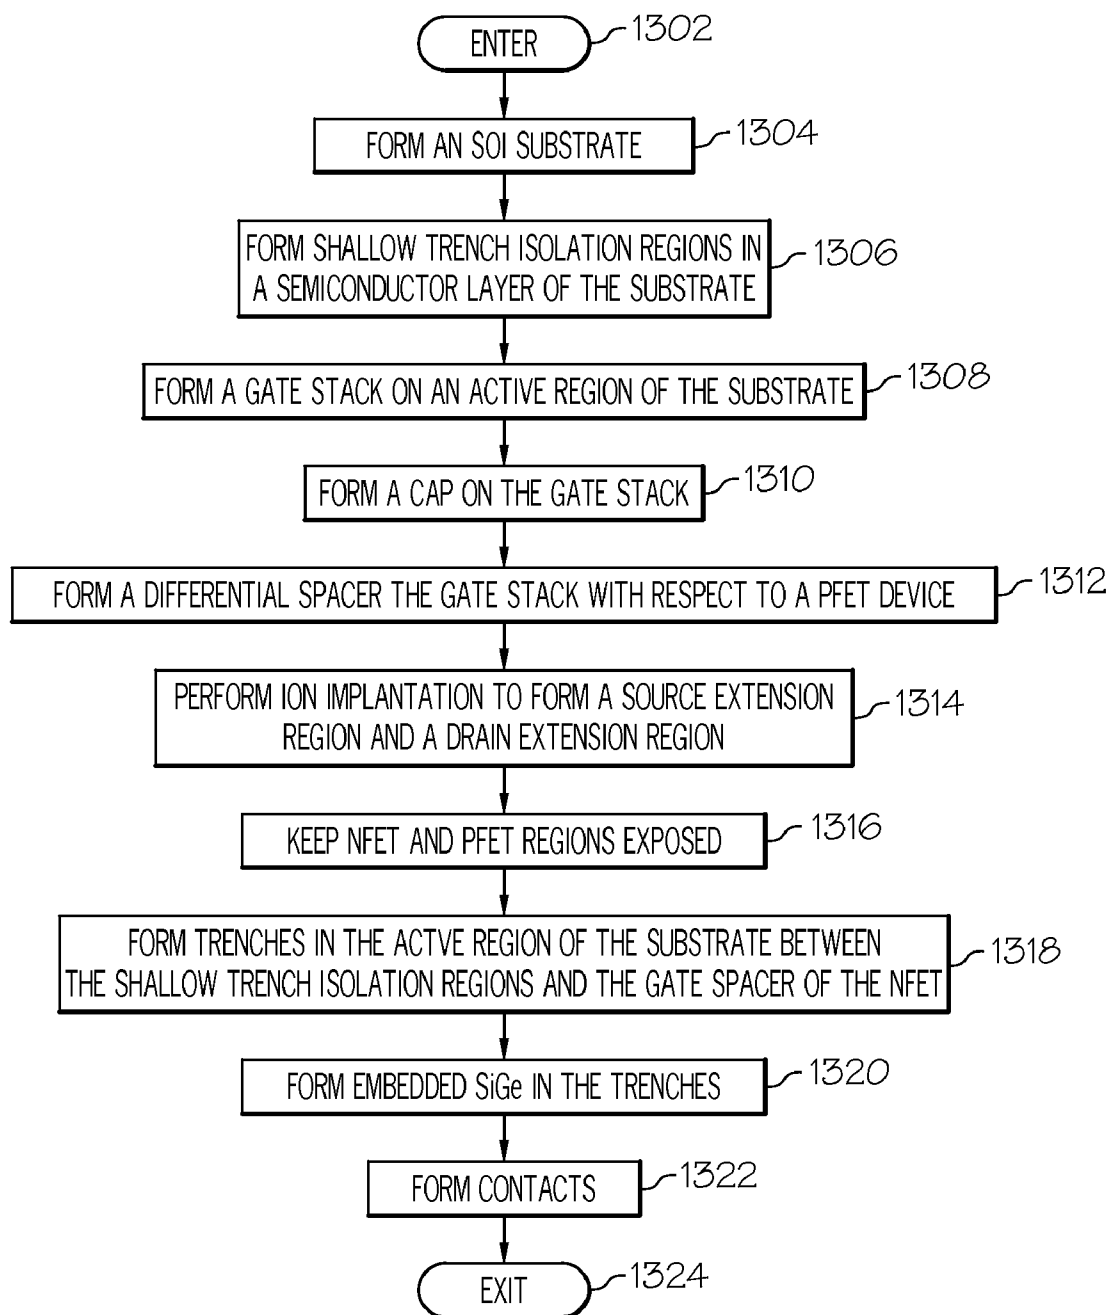 ENTER
1302
FORM AN SOI SUBSTRATE
1304
FORM SHALLOW TRENCH ISOLATION REGIONS IN
A SEMICONDUCTOR LAYER OF THE SUBSTRATE
1306
FORM A GATE STACK ON AN ACTIVE REGION OF THE SUBSTRATE
1308
FORM A CAP ON THE GATE STACK
1310
FORM A DIFFERENTIAL SPACER THE GATE STACK WITH RESPECT TO A PFET DEVICE
1312
PERFORM ION IMPLANTATION TO FORM A SOURCE EXTENSION
REGION AND A DRAIN EXTENSION REGION
1314
KEEP NFET AND PFET REGIONS EXPOSED
1316
FORM TRENCHES IN THE ACTVE REGION OF THE SUBSTRATE BETWEEN
THE SHALLOW TRENCH ISOLATION REGIONS AND THE GATE SPACER OF THE NFET
1318
FORM EMBEDDED SiGe IN THE TRENCHES
1320
FORM CONTACTS
1322
EXIT
1324